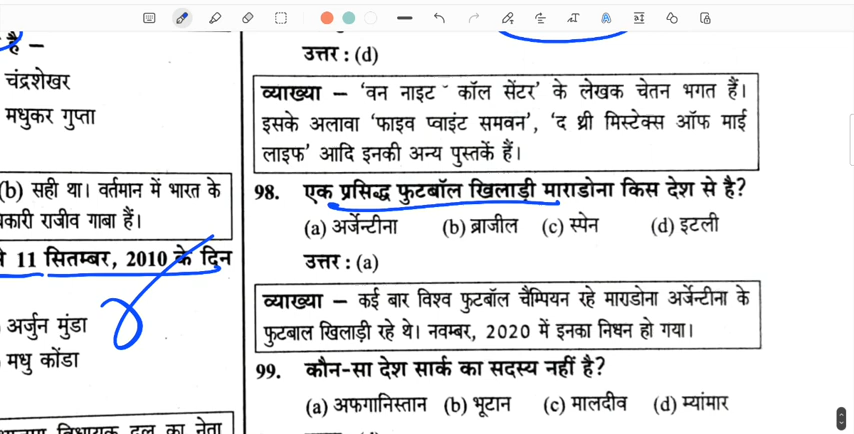 है –
चंद्रशेखर
मधुकर गुप्ता
(b) सही था। वर्तमान में भारत के
राजीव गाबा हैं।
11 सितम्बर, 2010 के दिन
अर्जुन मुंडा
मधु कोंडा
दल का नेता
उत्तर : (d)
व्याख्या – ‘वन नाइट कॉल सेंटर’ के लेखक चेतन भगत हैं।
इसके अलावा ‘फाइव प्वाइंट समवन’, ‘द थ्री मिस्टेक्स ऑफ माई
लाइफ’ आदि इनकी अन्य पुस्तकें हैं।
98. एक प्रसिद्ध फुटबॉल खिलाड़ी माराडोना किस देश से है?
(a) अर्जेन्टीना (b) ब्राजील (c) स्पेन (d) इटली
उत्तर : (a)
व्याख्या – कई बार विश्व फुटबॉल चैम्पियन रहे माराडोना अर्जेन्टीना के
फुटबाल खिलाड़ी रहे थे। नवम्बर, 2020 में इनका निधन हो गया।
99. कौन-सा देश सार्क का सदस्य नहीं है?
(a) अफगानिस्तान (b) भूटान (c) मालदीव (d) म्यांमार